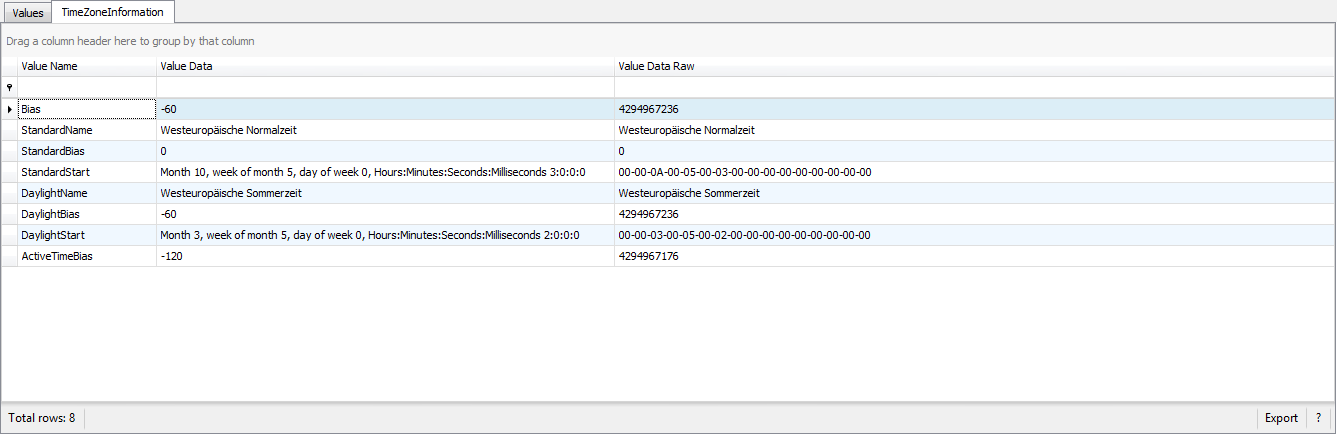 Values TimeZoneInformation
Drag a column header here to group by that column
Value Name Value Data Value Data Raw
Bias -60 4294967236
StandardName Westeuropäische Normalzeit Westeuropäische Normalzeit
StandardBias 0 0
StandardStart Month 10, week of month 5, day of week 0, Hours:Minutes:Seconds:Milliseconds 3:0:0:0 00-00-0A-00-05-00-03-00-00-00-00-00-00-00-00-00
DaylightName Westeuropäische Sommerzeit Westeuropäische Sommerzeit
DaylightBias -60 4294967236
DaylightStart Month 3, week of month 5, day of week 0, Hours:Minutes:Seconds:Milliseconds 2:0:0:0 00-00-03-00-05-00-02-00-00-00-00-00-00-00-00-00
ActiveTimeBias -120 4294967176
Total rows: 8 Export ?